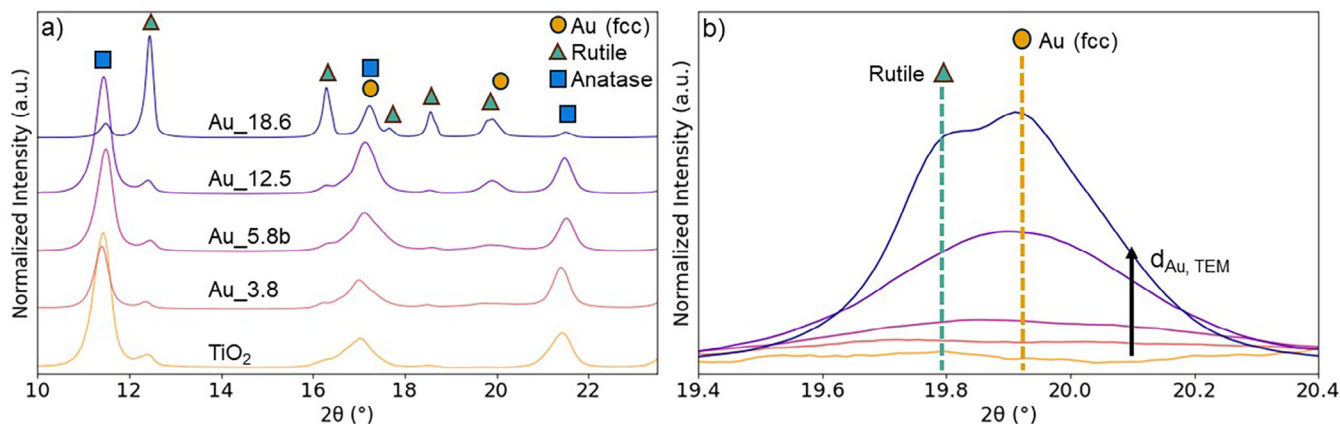 a)
Au (fcc)
Rutile
Anatase
Normalized Intensity (a.u.)
Au_18.6
Au_12.5
Au_5.8b
Au_3.8
TiO₂
10 12 14 16 18 20 22
2θ (°)
b)
Au (fcc)
Rutile
Normalized Intensity (a.u.)
d_Au, TEM
19.4 19.6 19.8 20.0 20.2 20.4
2θ (°)